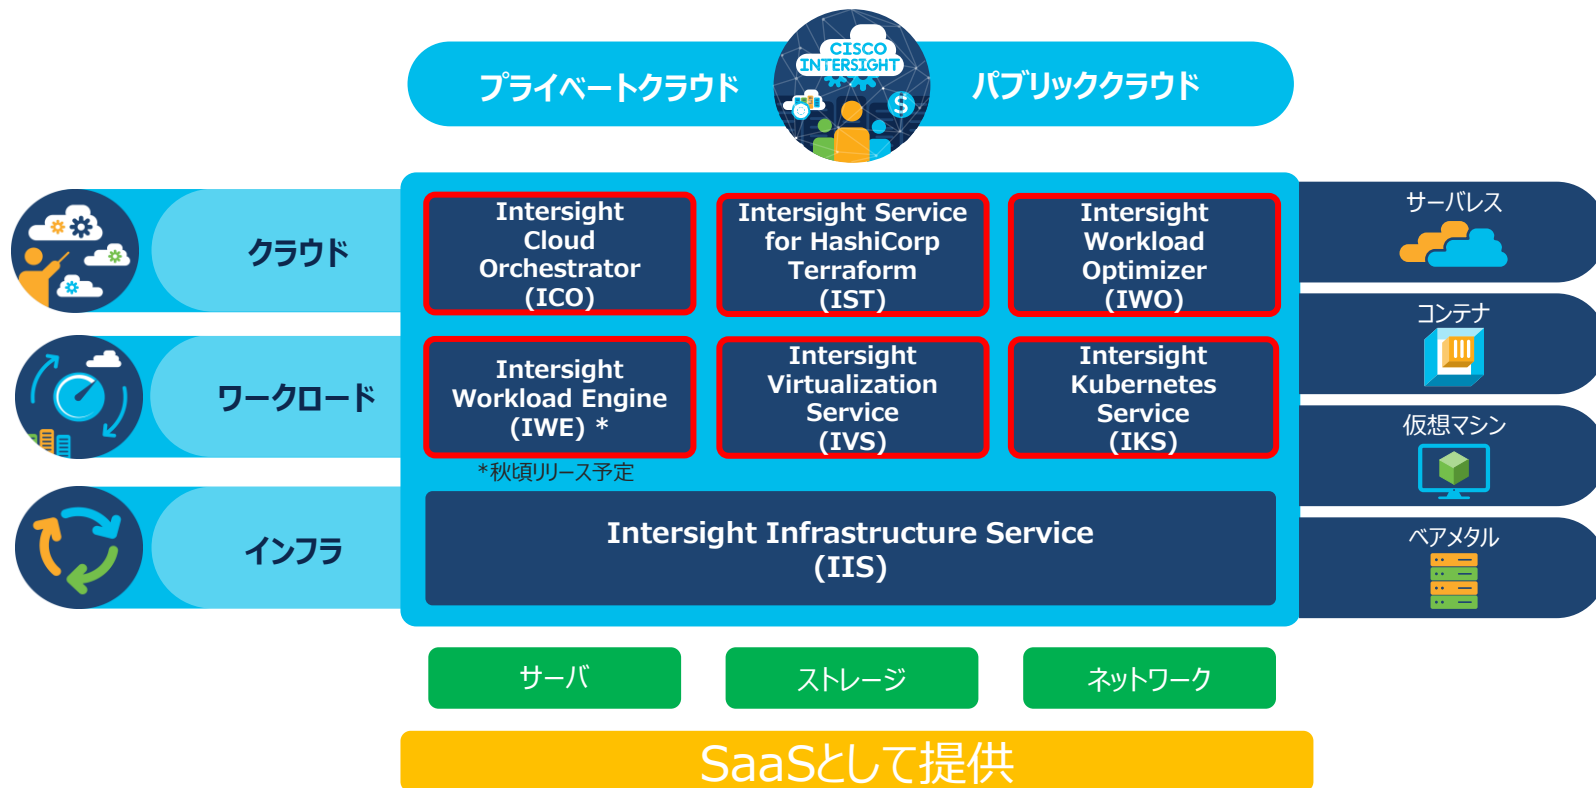 プライベートクラウド
CISCO
INTERSIGHT
パブリッククラウド
$
クラウド
Intersight
Cloud
Orchestrator
(ICO)
Intersight Service
for HashiCorp
Terraform
(IST)
Intersight
Workload
Optimizer
(IWO)
サーバレス
ワークロード
Intersight
Workload Engine
(IWE) *
*秋頃リリース予定
Intersight
Virtualization
Service
(IVS)
Intersight
Kubernetes
Service
(IKS)
コンテナ
仮想マシン
インフラ
Intersight Infrastructure Service
(IIS)
ベアメタル
サーバ
ストレージ
ネットワーク
SaaSとして提供